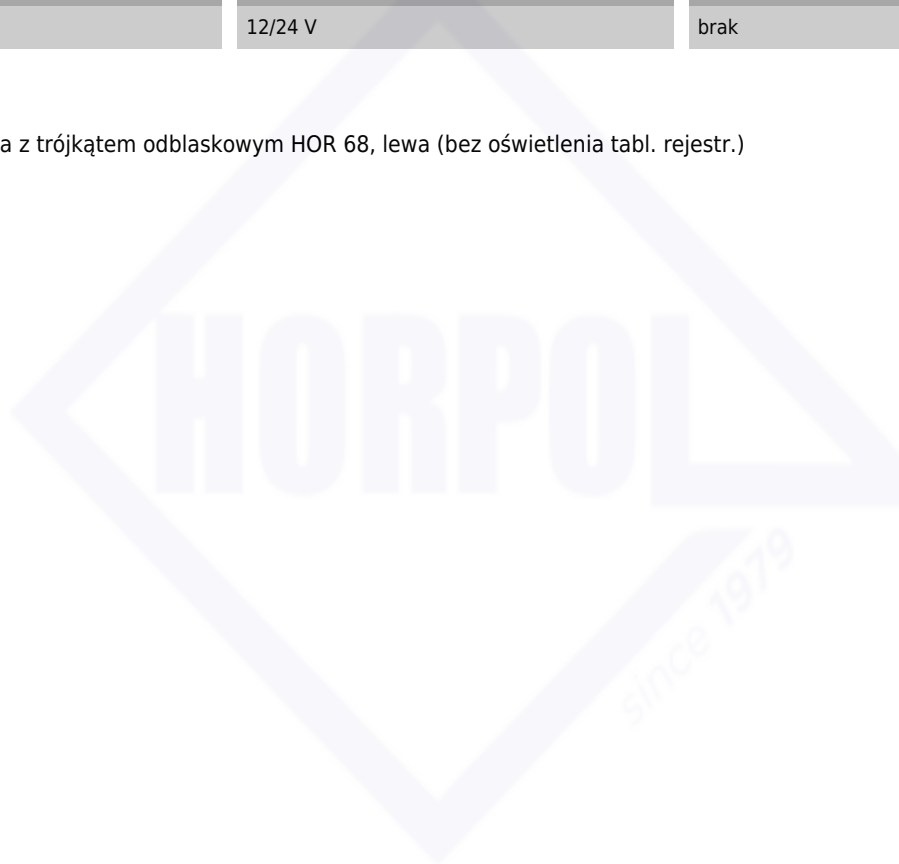 12/24 V brak
a z trójkątem odblaskowym HOR 68, lewa (bez oświetlenia tabl. rejestr.)
HORPOL
since 1979